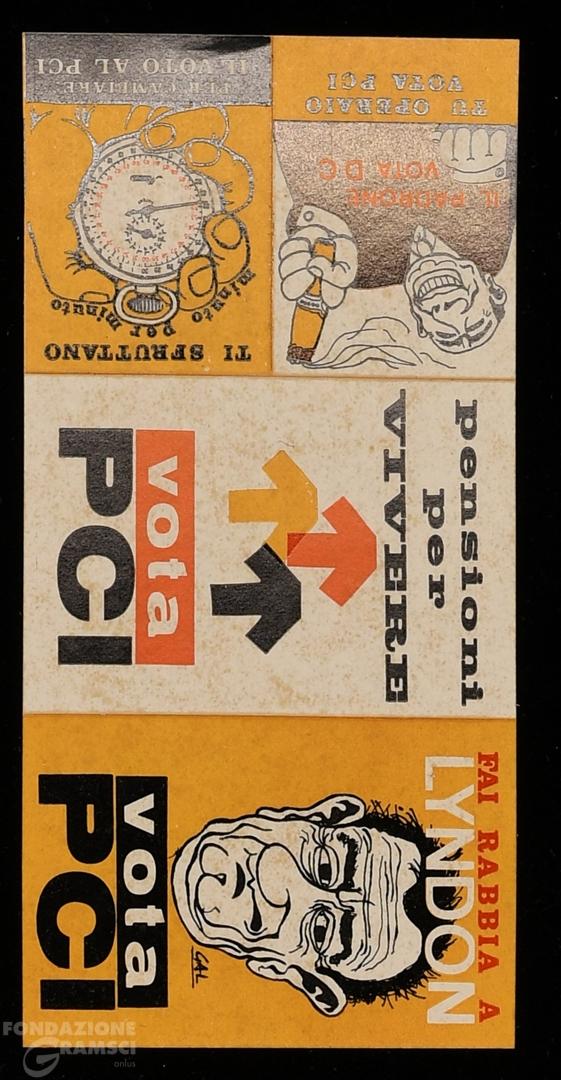 TI SFRUTTANO
minuto per minuto
PER CAMBIARE
IL VOTO AL PCI
IL PADRONE
VOTA DC
TU OPERAIO
VOTA PCI
pensioni
per
VIVERE
vota
PCI
FAI RABBIA A
LYNDON
GAL
vota
PCI
FONDAZIONE
GRAMSCI
onlus